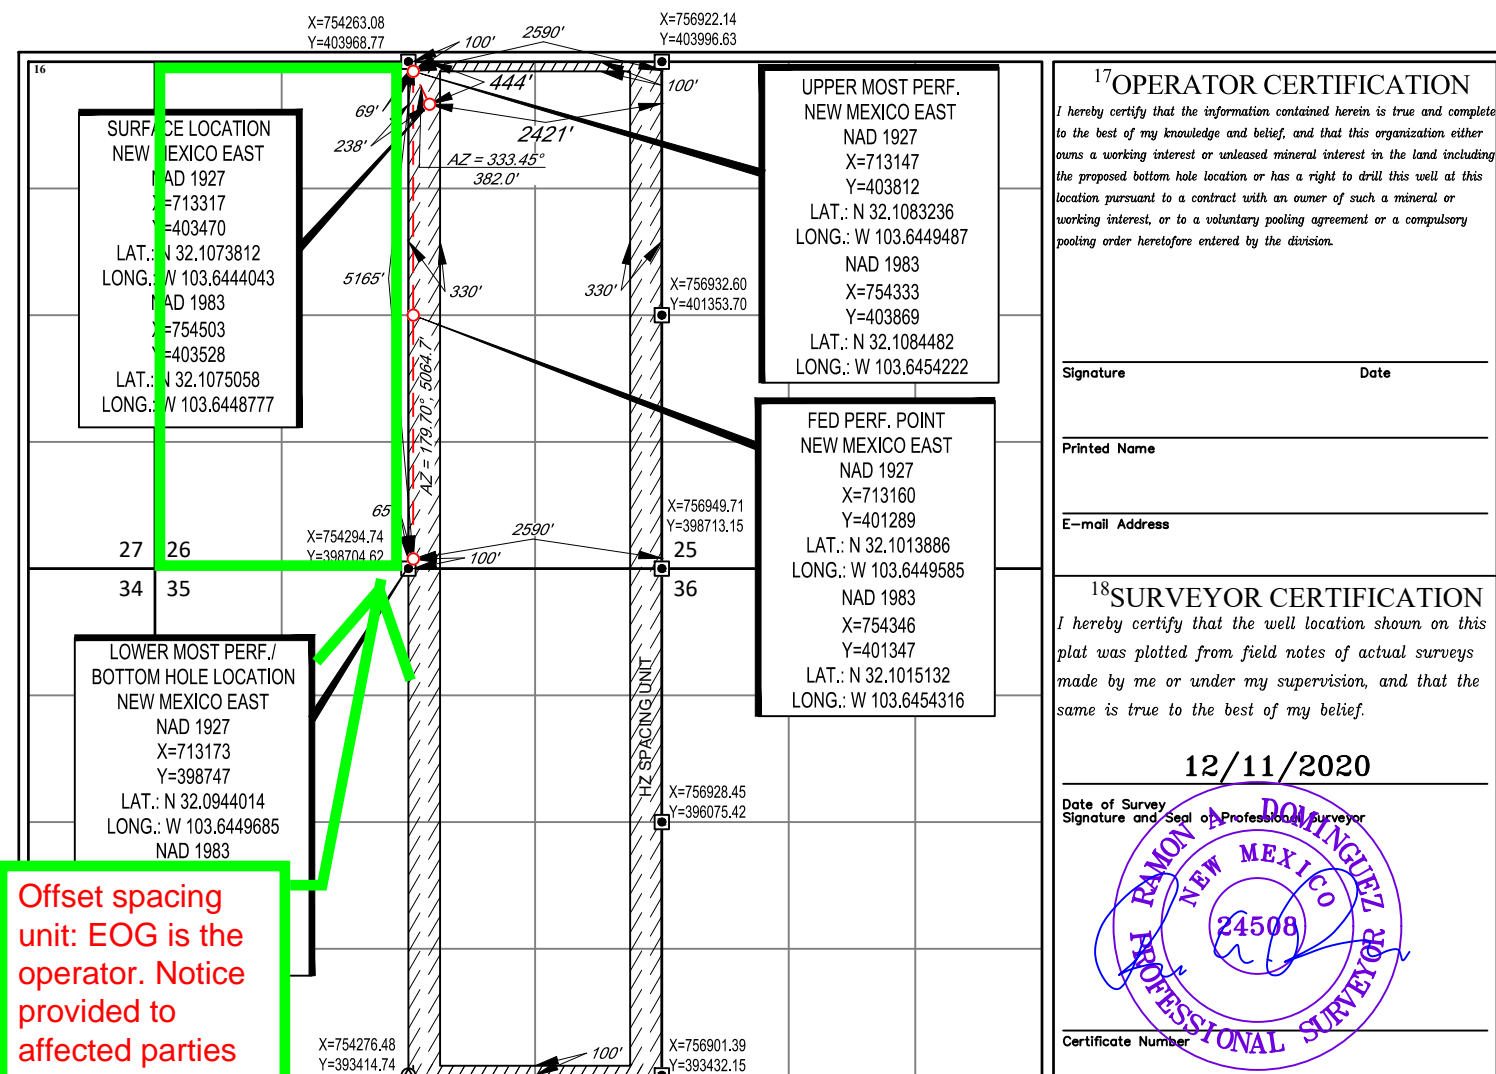 X=754263.08
Y=403968.77
X=756922.14
Y=403996.63
100'
2590'
16
444'
100'
69'
238'
2421'
AZ = 333.45°
382.0'
SURFACE LOCATION
NEW MEXICO EAST
NAD 1927
X=713317
Y=403470
LAT.: N 32.1073812
LONG.: W 103.6444043
NAD 1983
X=754503
Y=403528
LAT.: N 32.1075058
LONG.: W 103.6448777
UPPER MOST PERF.
NEW MEXICO EAST
NAD 1927
X=713147
Y=403812
LAT.: N 32.1083236
LONG.: W 103.6449487
NAD 1983
X=754333
Y=403869
LAT.: N 32.1084482
LONG.: W 103.6454222
5165'
330'
330'
X=756932.60
Y=401353.70
AZ = 179.70°, 5064.7'
FED PERF. POINT
NEW MEXICO EAST
NAD 1927
X=713160
Y=401289
LAT.: N 32.1013886
LONG.: W 103.6449585
NAD 1983
X=754346
Y=401347
LAT.: N 32.1015132
LONG.: W 103.6454316
65'
X=754294.74
Y=398704.62
2590'
100'
X=756949.71
Y=398713.15
27 26
34 35
25
36
LOWER MOST PERF./
BOTTOM HOLE LOCATION
NEW MEXICO EAST
NAD 1927
X=713173
Y=398747
LAT.: N 32.0944014
LONG.: W 103.6449685
NAD 1983
HZ SPACING UNIT
X=756928.45
Y=396075.42
Offset spacing
unit: EOG is the
operator. Notice
provided to
affected parties
X=754276.48
Y=393414.74
100'
X=756901.39
Y=393432.15
17 OPERATOR CERTIFICATION
I hereby certify that the information contained herein is true and complete
to the best of my knowledge and belief, and that this organization either
owns a working interest or unleased mineral interest in the land including
the proposed bottom hole location or has a right to drill this well at this
location pursuant to a contract with an owner of such a mineral or
working interest, or to a voluntary pooling agreement or a compulsory
pooling order heretofore entered by the division.
Signature Date
Printed Name
E-mail Address
18 SURVEYOR CERTIFICATION
I hereby certify that the well location shown on this
plat was plotted from field notes of actual surveys
made by me or under my supervision, and that the
same is true to the best of my belief.
12/11/2020
Date of Survey
Signature and Seal of Professional Surveyor
RAMON A. DOMINGUEZ
NEW MEXICO
24508
PROFESSIONAL SURVEYOR
Certificate Number